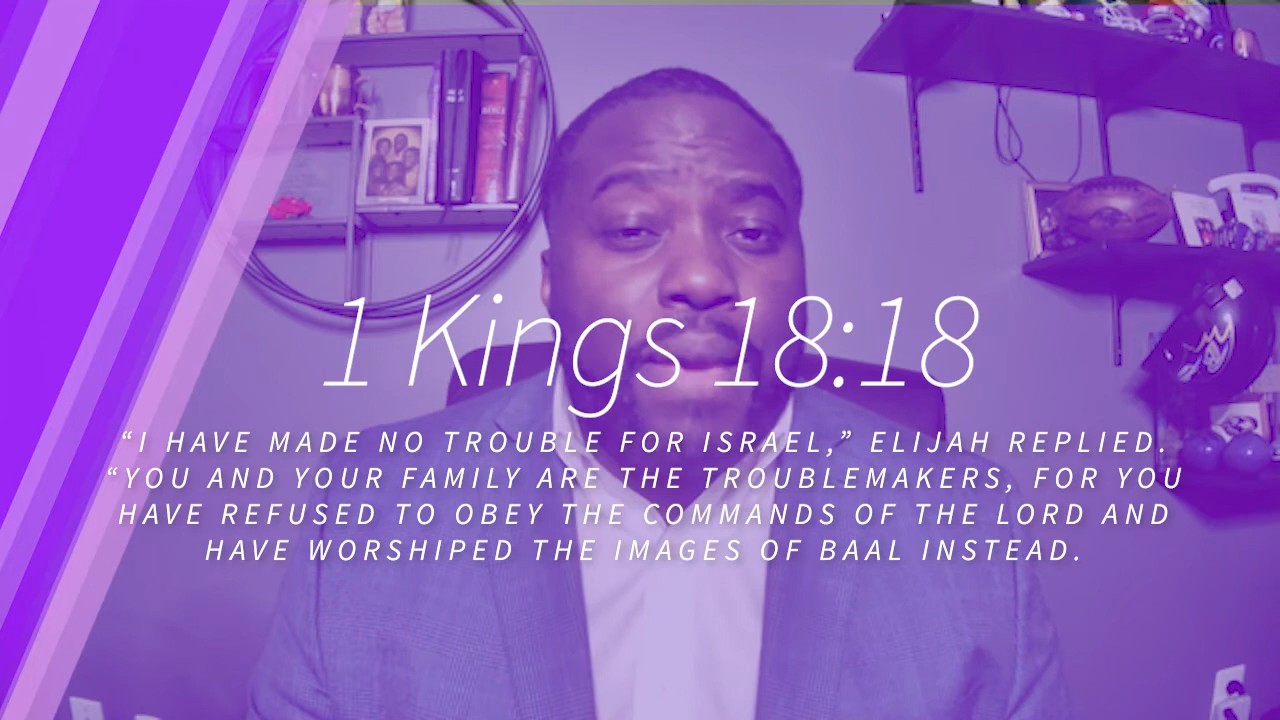 1 Kings 18:18
“I HAVE MADE NO TROUBLE FOR ISRAEL,” ELIJAH REPLIED.
“YOU AND YOUR FAMILY ARE THE TROUBLEMAKERS, FOR YOU
HAVE REFUSED TO OBEY THE COMMANDS OF THE LORD AND
HAVE WORSHIPED THE IMAGES OF BAAL INSTEAD.